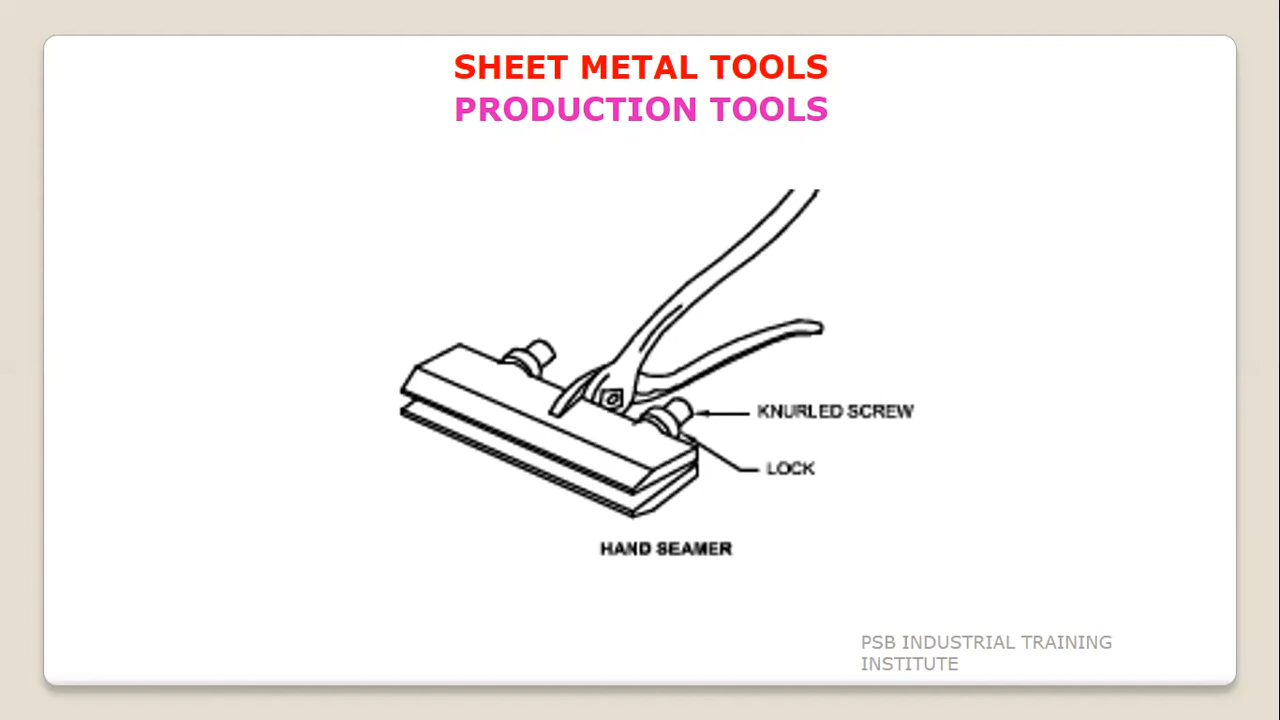 SHEET METAL TOOLS
PRODUCTION TOOLS
KNURLED SCREW
LOCK
HAND SEAMER
PSB INDUSTRIAL TRAINING
INSTITUTE